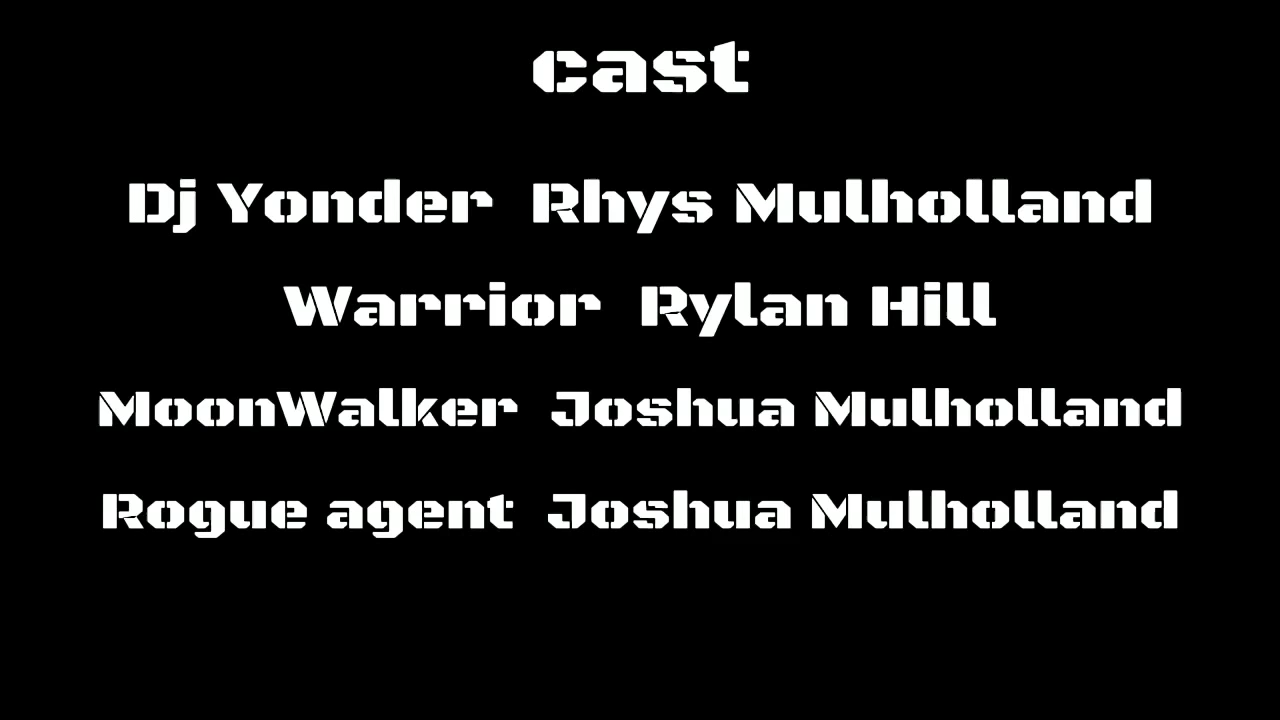 cast
Dj Yonder Rhys Mulholland
Warrior Rylan Hill
MoonWalker Joshua Mulholland
Rogue agent Joshua Mulholland